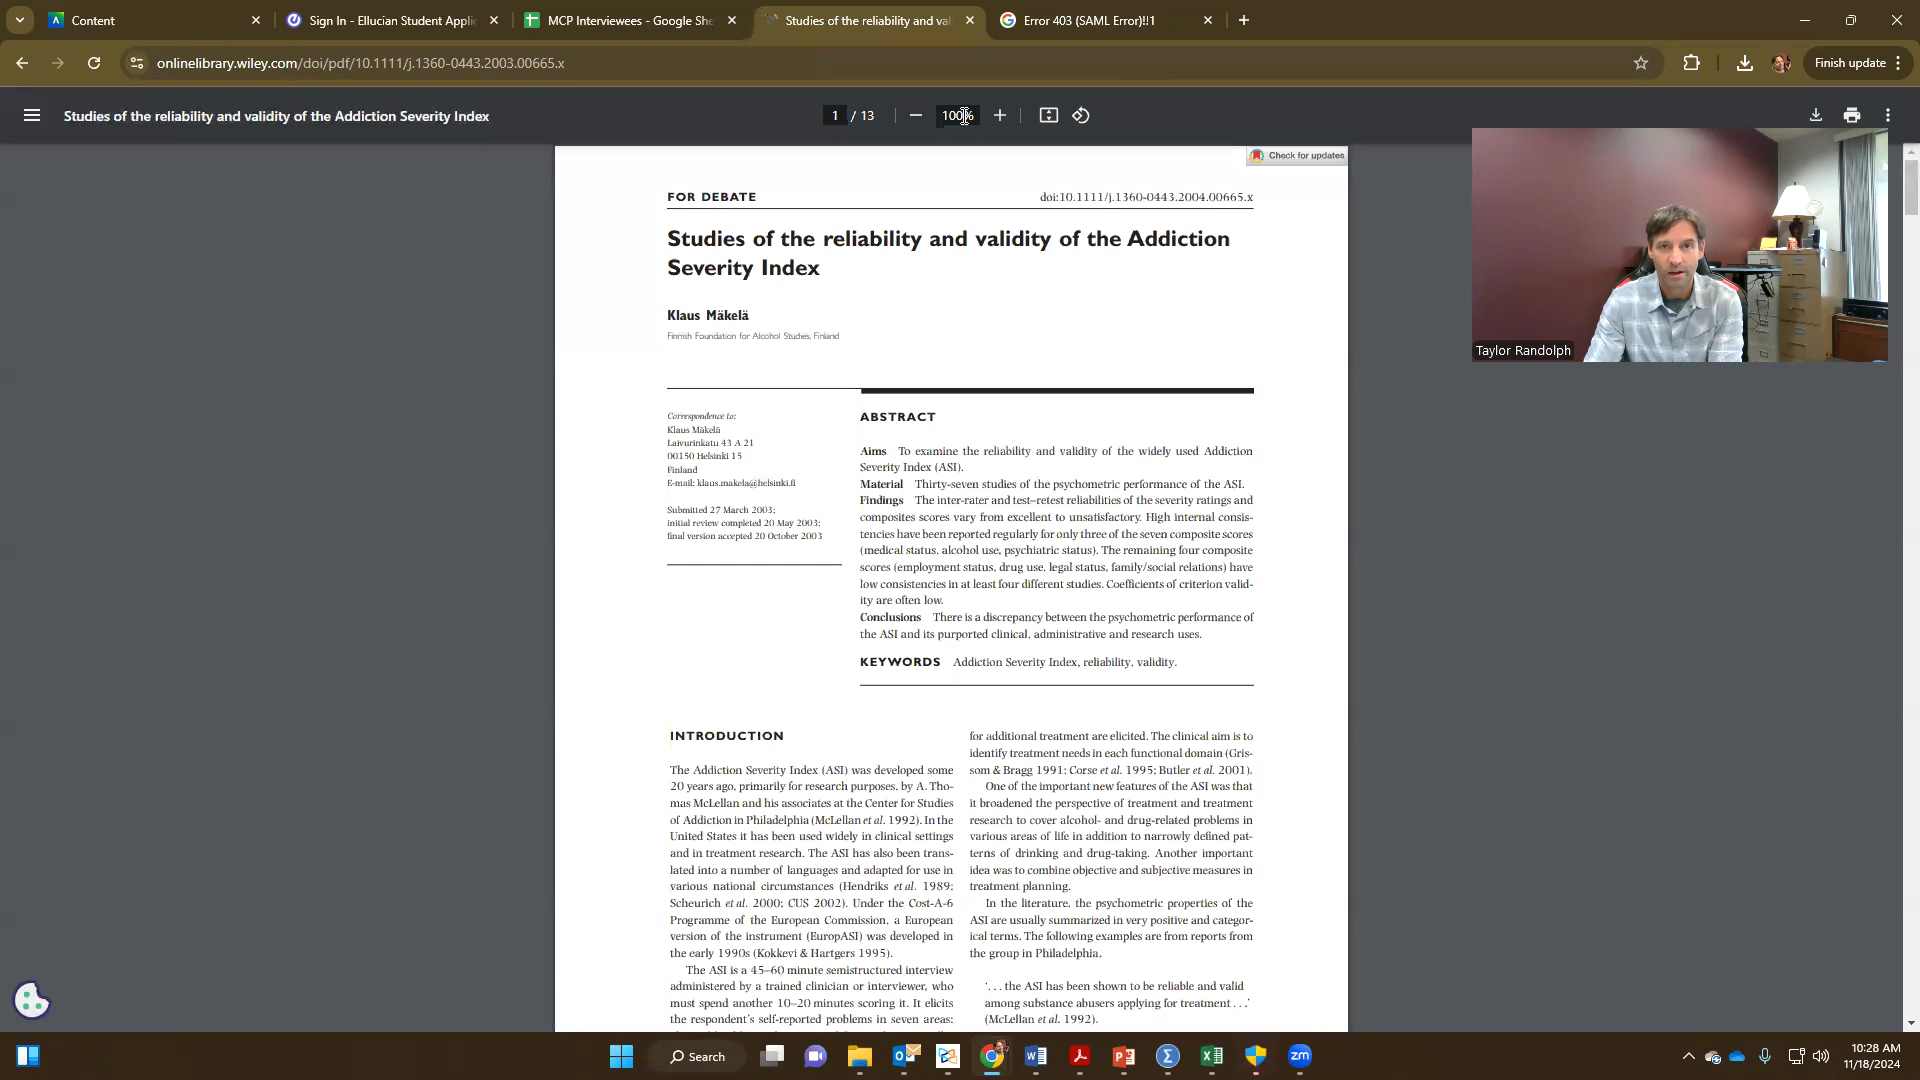 Content
Sign In - Ellucian Student Appli
MCP Interviewees - Google She
Studies of the reliability and val
Error 403 (SAML Error)!!1
onlinelibrary.wiley.com/doi/pdf/10.1111/j.1360-0443.2003.00665.x
Finish update
Studies of the reliability and validity of the Addiction Severity Index
1 / 13
100%
Check for updates
FOR DEBATE
doi:10.1111/j.1360-0443.2004.00665.x
Studies of the reliability and validity of the Addiction
Severity Index
Klaus Mäkelä
Finnish Foundation for Alcohol Studies, Finland
Correspondence to:
Klaus Mäkelä
Laivurinkatu 43 A 21
00150 Helsinki 15
Finland
E-mail: klaus.makela@helsinki.fi
Submitted 27 March 2003;
initial review completed 20 May 2003;
final version accepted 20 October 2003
ABSTRACT
Aims To examine the reliability and validity of the widely used Addiction
Severity Index (ASI).
Material Thirty-seven studies of the psychometric performance of the ASI.
Findings The inter-rater and test–retest reliabilities of the severity ratings and
composites scores vary from excellent to unsatisfactory. High internal consis-
tencies have been reported regularly for only three of the seven composite scores
(medical status, alcohol use, psychiatric status). The remaining four composite
scores (employment status, drug use, legal status, family/social relations) have
low consistencies in at least four different studies. Coefficients of criterion valid-
ity are often low.
Conclusions There is a discrepancy between the psychometric performance of
the ASI and its purported clinical, administrative and research uses.
KEYWORDS Addiction Severity Index, reliability, validity.
INTRODUCTION
The Addiction Severity Index (ASI) was developed some
20 years ago, primarily for research purposes, by A. Tho-
mas McLellan and his associates at the Center for Studies
of Addiction in Philadelphia (McLellan et al. 1992). In the
United States it has been used widely in clinical settings
and in treatment research. The ASI has also been trans-
lated into a number of languages and adapted for use in
various national circumstances (Hendriks et al. 1989;
Scheurich et al. 2000; CUS 2002). Under the Cost-A-6
Programme of the European Commission, a European
version of the instrument (EuropASI) was developed in
the early 1990s (Kokkevi & Hartgers 1995).
The ASI is a 45–60 minute semistructured interview
administered by a trained clinician or interviewer, who
must spend another 10–20 minutes scoring it. It elicits
the respondent's self-reported problems in seven areas:
for additional treatment are elicited. The clinical aim is to
identify treatment needs in each functional domain (Gris-
som & Bragg 1991; Corse et al. 1995; Butler et al. 2001).
One of the important new features of the ASI was that
it broadened the perspective of treatment and treatment
research to cover alcohol- and drug-related problems in
various areas of life in addition to narrowly defined pat-
terns of drinking and drug-taking. Another important
idea was to combine objective and subjective measures in
treatment planning.
In the literature, the psychometric properties of the
ASI are usually summarized in very positive and categor-
ical terms. The following examples are from reports from
the group in Philadelphia.
'. . . the ASI has been shown to be reliable and valid
among substance abusers applying for treatment . . .'
(McLellan et al. 1992).
Taylor Randolph
Search
zm
10:28 AM
11/18/2024